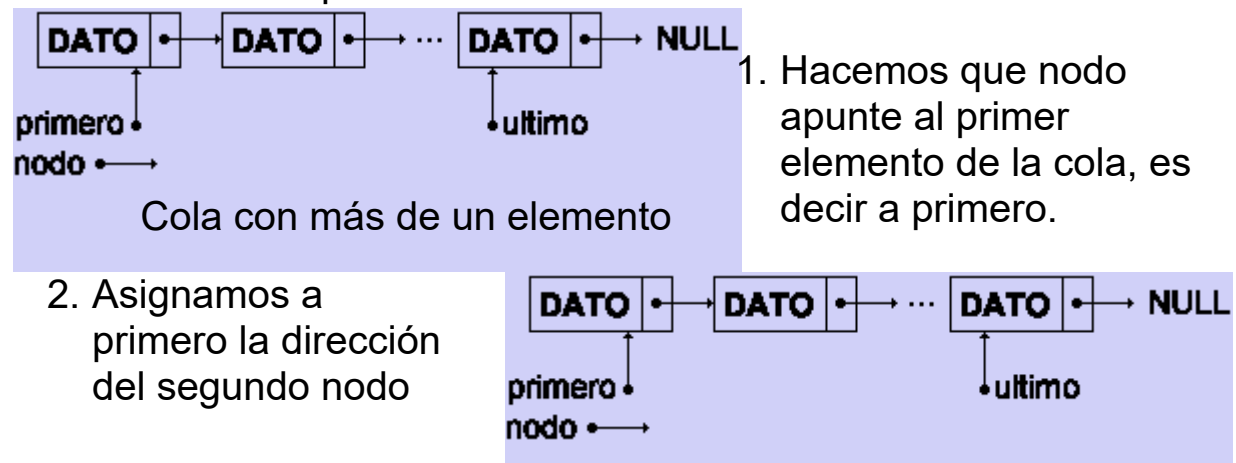 DATO DATO ... DATO NULL
primero ultimo
nodo
Cola con más de un elemento
1. Hacemos que nodo
apunte al primer
elemento de la cola, es
decir a primero.
2. Asignamos a
primero la dirección
del segundo nodo
DATO DATO ... DATO NULL
primero ultimo
nodo